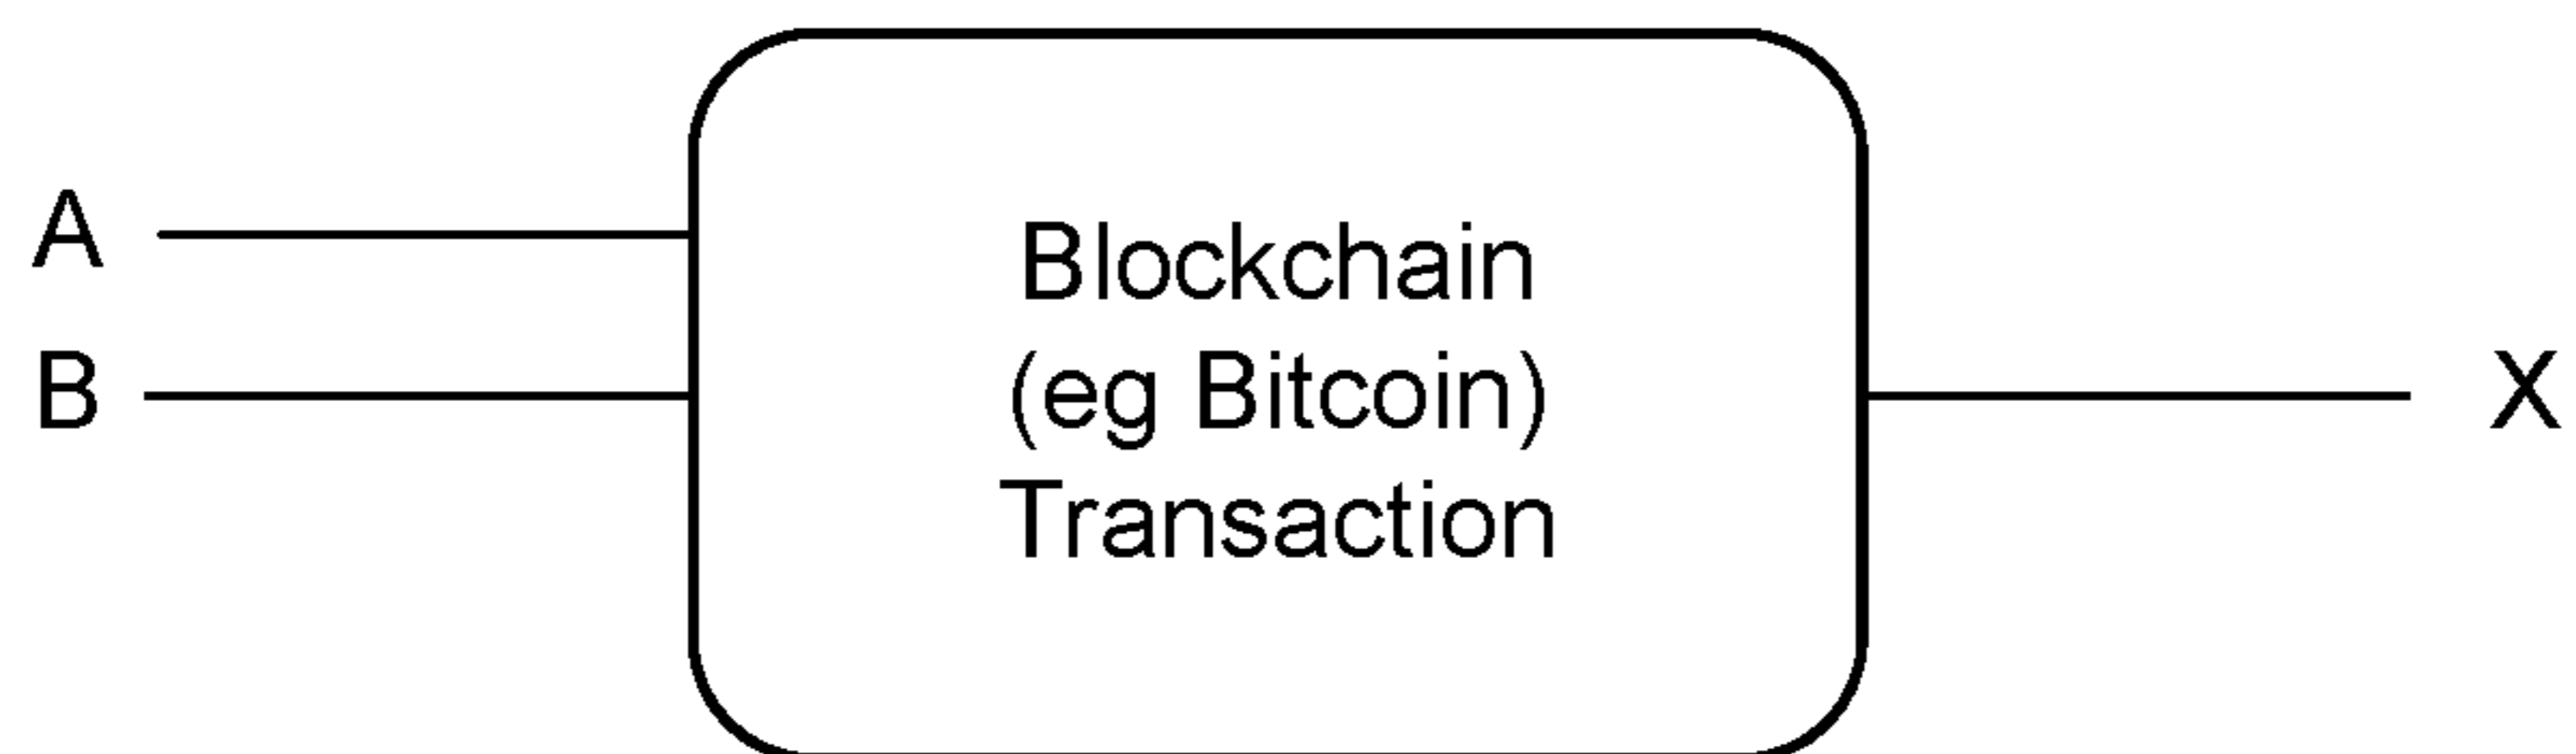 A
B
Blockchain
(eg Bitcoin)
Transaction
X